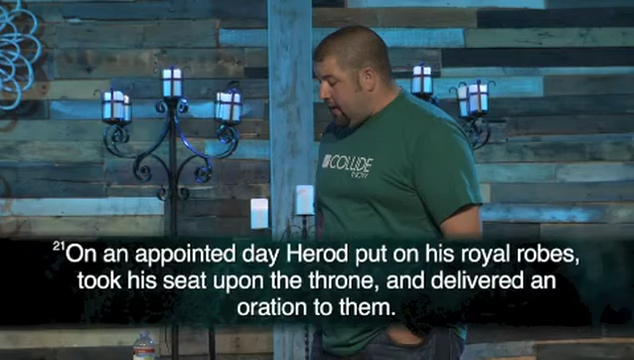 COLLIDE
21On an appointed day Herod put on his royal robes,
took his seat upon the throne, and delivered an
oration to them.